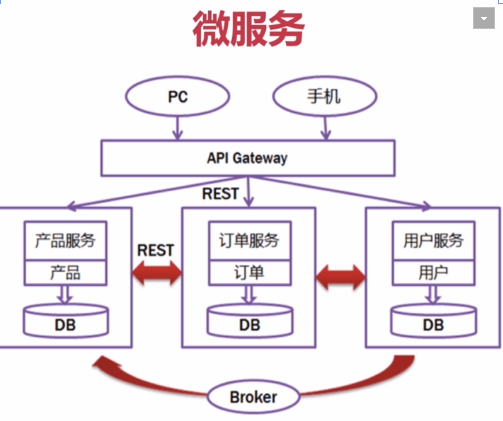 微服务
PC
手机
API Gateway
REST
产品服务
产品
DB
REST
订单服务
订单
DB
用户服务
用户
DB
Broker